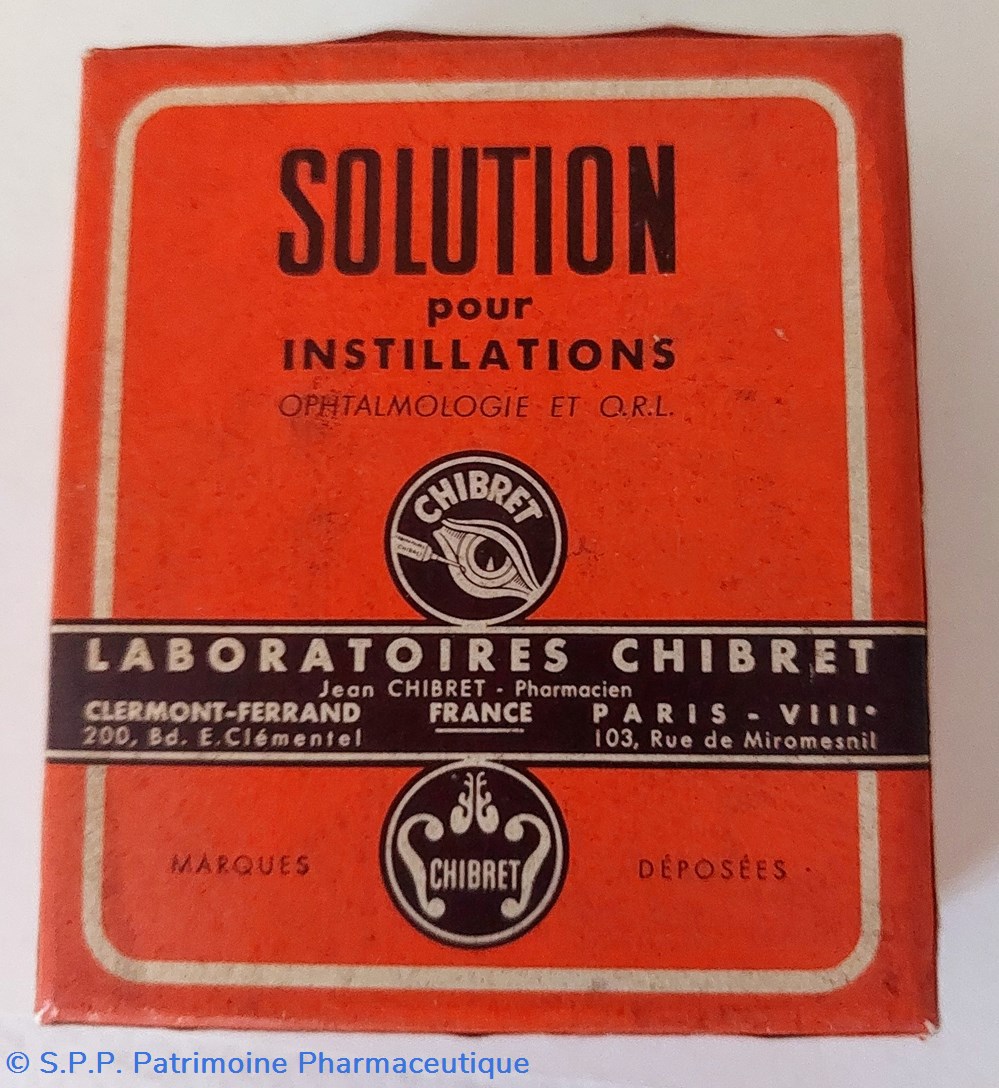 SOLUTION
pour
INSTILLATIONS
OPHTALMOLOGIE ET O.R.L.
CHIBRET
LABORATOIRES CHIBRET
Jean CHIBRET - Pharmacien
CLERMONT-FERRAND FRANCE PARIS - VIIIe
200, Bd. E. Clémentel 103, Rue de Miromesnil
CHIBRET
MARQUES DÉPOSÉES
© S.P.P. Patrimoine Pharmaceutique